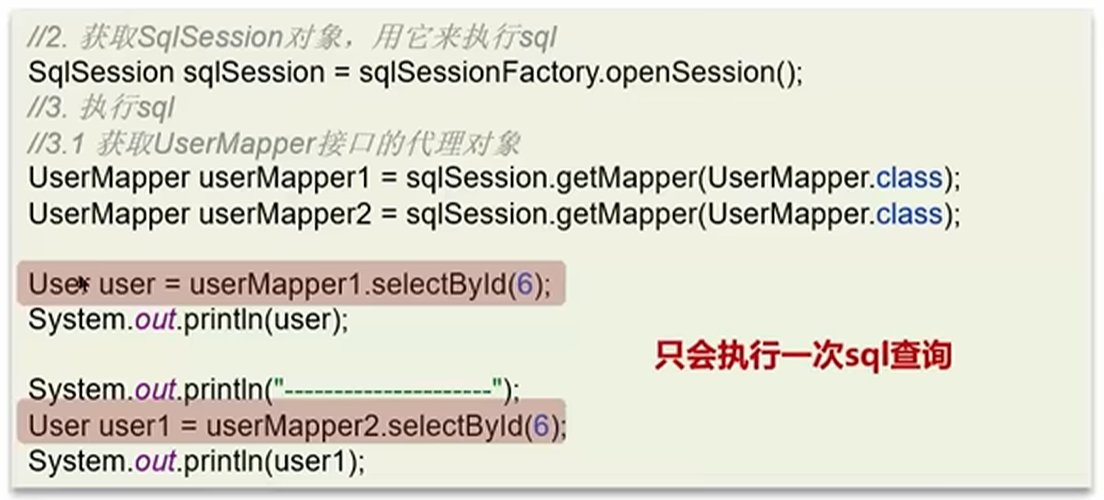 //2. 获取SqlSession对象，用它来执行sql
SqlSession sqlSession = sqlSessionFactory.openSession();
//3. 执行sql
//3.1 获取UserMapper接口的代理对象
UserMapper userMapper1 = sqlSession.getMapper(UserMapper.class);
UserMapper userMapper2 = sqlSession.getMapper(UserMapper.class);
User user = userMapper1.selectById(6);
System.out.println(user);
只会执行一次sql查询
System.out.println("---------------------");
User user1 = userMapper2.selectById(6);
System.out.println(user1);